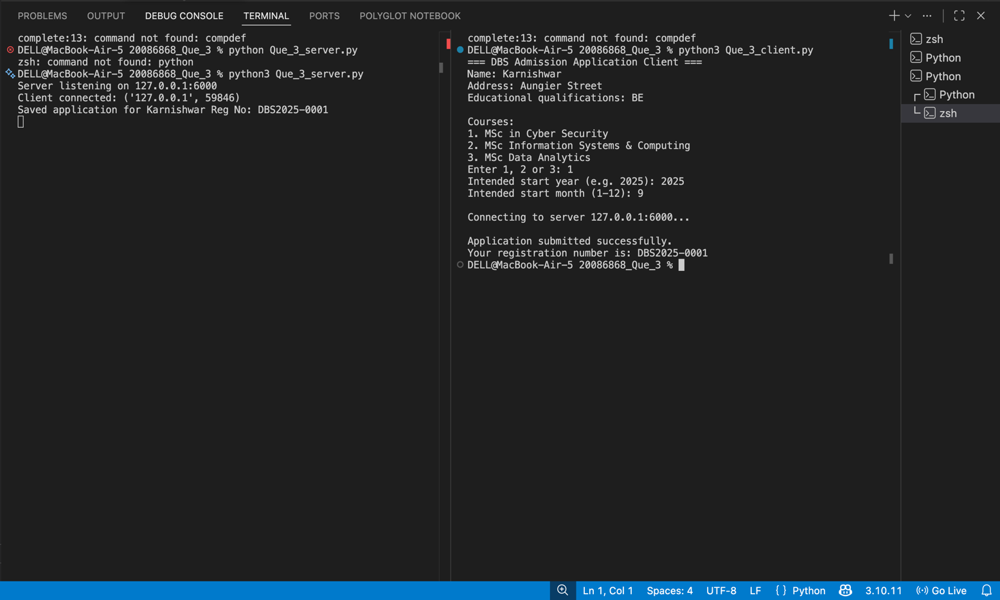 PROBLEMS OUTPUT DEBUG CONSOLE TERMINAL PORTS POLYGLOT NOTEBOOK
complete:13: command not found: compdef
DELL@MacBook-Air-5 20086868_Que_3 % python Que_3_server.py
zsh: command not found: python
DELL@MacBook-Air-5 20086868_Que_3 % python3 Que_3_server.py
Server listening on 127.0.0.1:6000
Client connected: ('127.0.0.1', 59846)
Saved application for Karnishwar Reg No: DBS2025-0001
complete:13: command not found: compdef
DELL@MacBook-Air-5 20086868_Que_3 % python3 Que_3_client.py
=== DBS Admission Application Client ===
Name: Karnishwar
Address: Aungier Street
Educational qualifications: BE
Courses:
1. MSc in Cyber Security
2. MSc Information Systems & Computing
3. MSc Data Analytics
Enter 1, 2 or 3: 1
Intended start year (e.g. 2025): 2025
Intended start month (1-12): 9
Connecting to server 127.0.0.1:6000...
Application submitted successfully.
Your registration number is: DBS2025-0001
DELL@MacBook-Air-5 20086868_Que_3 %
zsh
Python
Python
Python
zsh
Ln 1, Col 1 Spaces: 4 UTF-8 LF {} Python 3.10.11 Go Live